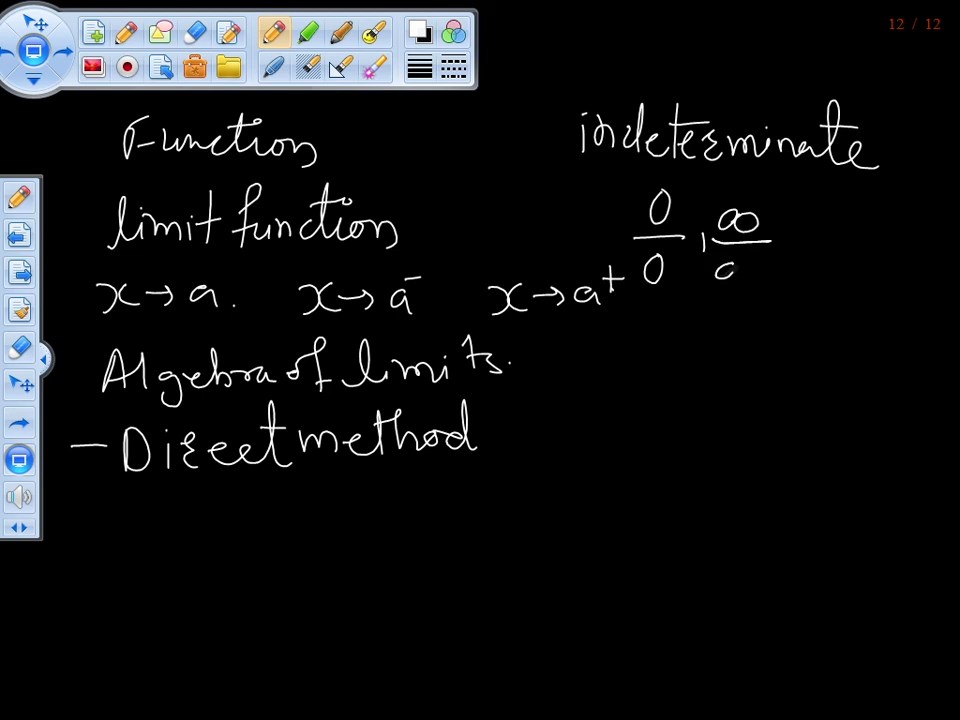 12 / 12
Function
indeterminate
limit function
0/0 , ∞/
x → a . x → a⁻ x → a⁺
Algebra of limits.
— Direct method